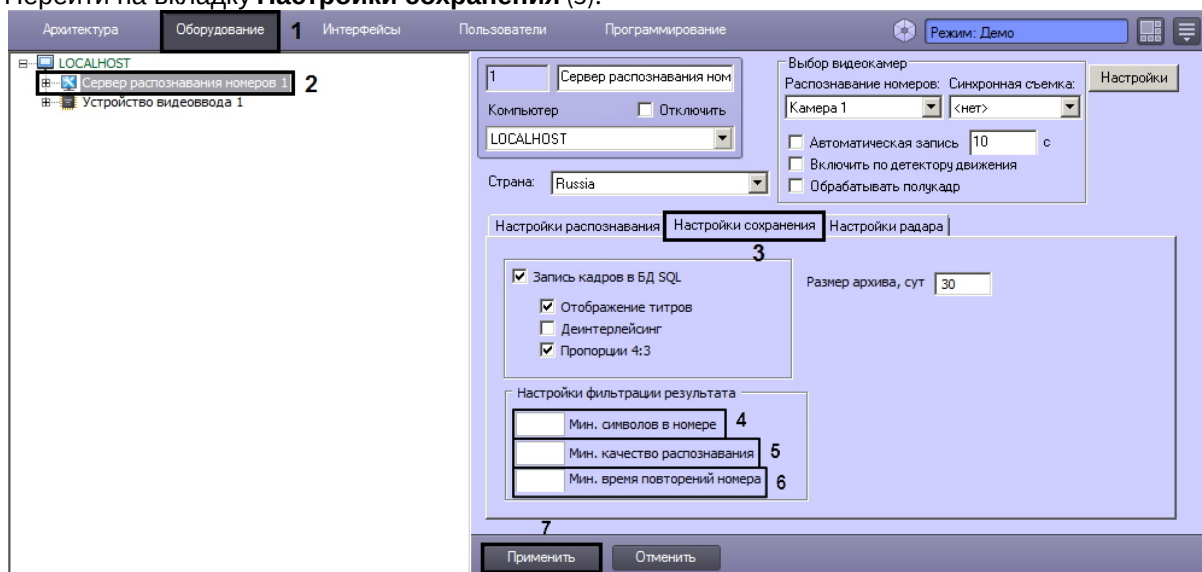 Перейти на вкладку Настройки сохранения (3).
Архитектура Оборудование 1 Интерфейсы Пользователи Программирование Режим: Демо
LOCALHOST
Сервер распознавания номеров 1 2
Устройство видеоввода 1
1 Сервер распознавания ном
Компьютер Отключить
LOCALHOST
Страна: Russia
Выбор видеокамер
Распознавание номеров: Синхронная съемка:
Камера 1 <нет>
Автоматическая запись 10 с
Включить по детектору движения
Обрабатывать полукадр
Настройки
Настройки распознавания Настройки сохранения Настройки радара
3
Запись кадров в БД SQL
Отображение титров
Деинтерлейсинг
Пропорции 4:3
Размер архива, сут 30
Настройки фильтрации результата
Мин. символов в номере 4
Мин. качество распознавания 5
Мин. время повторений номера 6
7
Применить Отменить